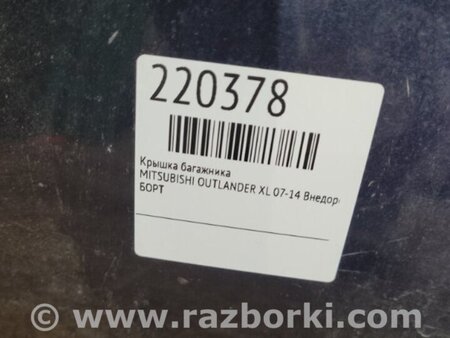 220378
Крышка багажника
MITSUBISHI OUTLANDER XL 07-14 Внедор
БОРТ
© www.razborki.com